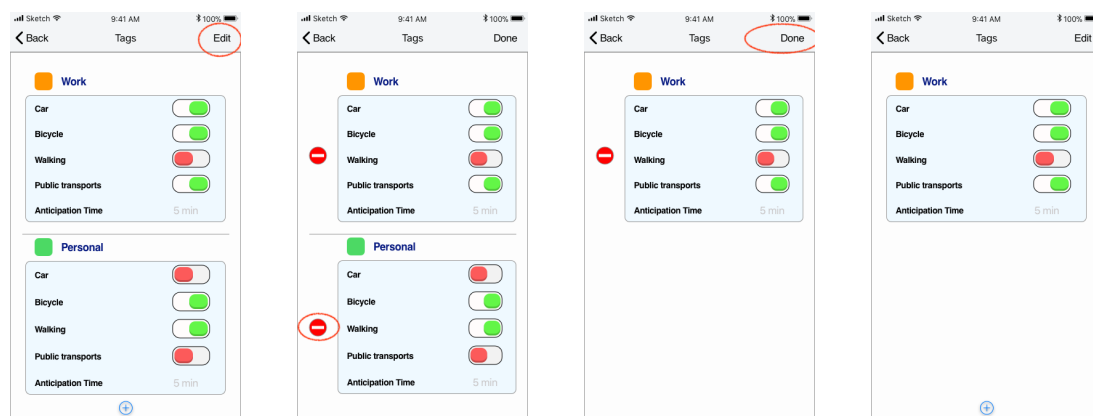 Sketch 9:41 AM 100%
Back Tags Edit
Work
Car
Bicycle
Walking
Public transports
Anticipation Time 5 min
Personal
Car
Bicycle
Walking
Public transports
Anticipation Time 5 min
Sketch 9:41 AM 100%
Back Tags Done
Work
Car
Bicycle
Walking
Public transports
Anticipation Time 5 min
Personal
Car
Bicycle
Walking
Public transports
Anticipation Time 5 min
Sketch 9:41 AM 100%
Back Tags Done
Work
Car
Bicycle
Walking
Public transports
Anticipation Time 5 min
Sketch 9:41 AM 100%
Back Tags Edit
Work
Car
Bicycle
Walking
Public transports
Anticipation Time 5 min